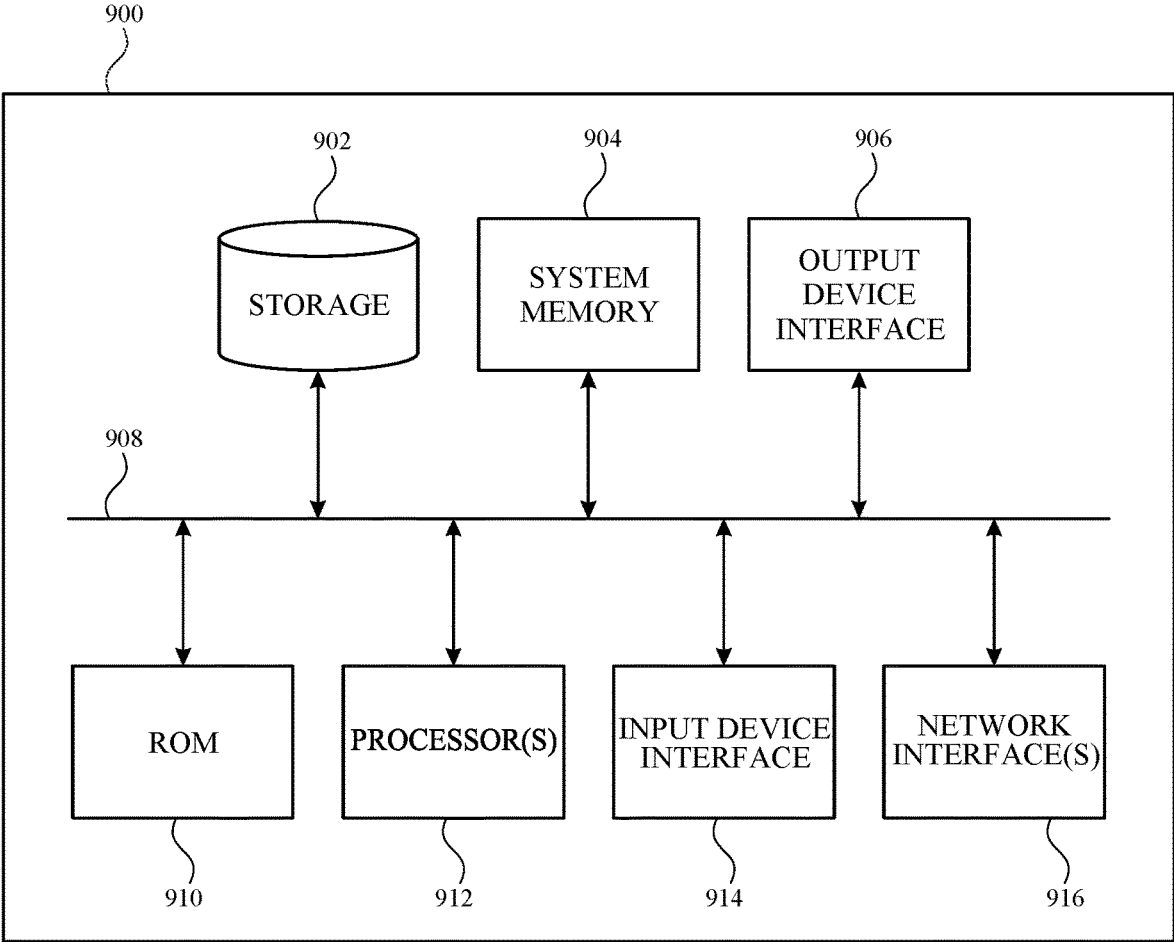 900
902
904
906
STORAGE
SYSTEM
MEMORY
OUTPUT
DEVICE
INTERFACE
908
ROM
PROCESSOR(S)
INPUT DEVICE
INTERFACE
NETWORK
INTERFACE(S)
910
912
914
916